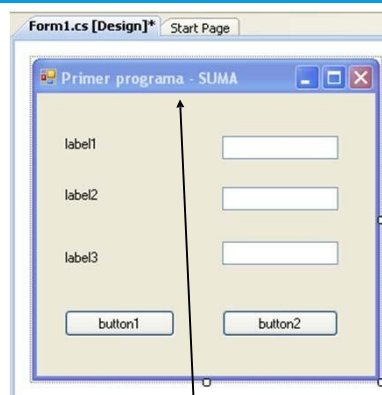 Form1.cs [Design]* Start Page
Primer programa - SUMA
label1
label2
label3
button1 button2